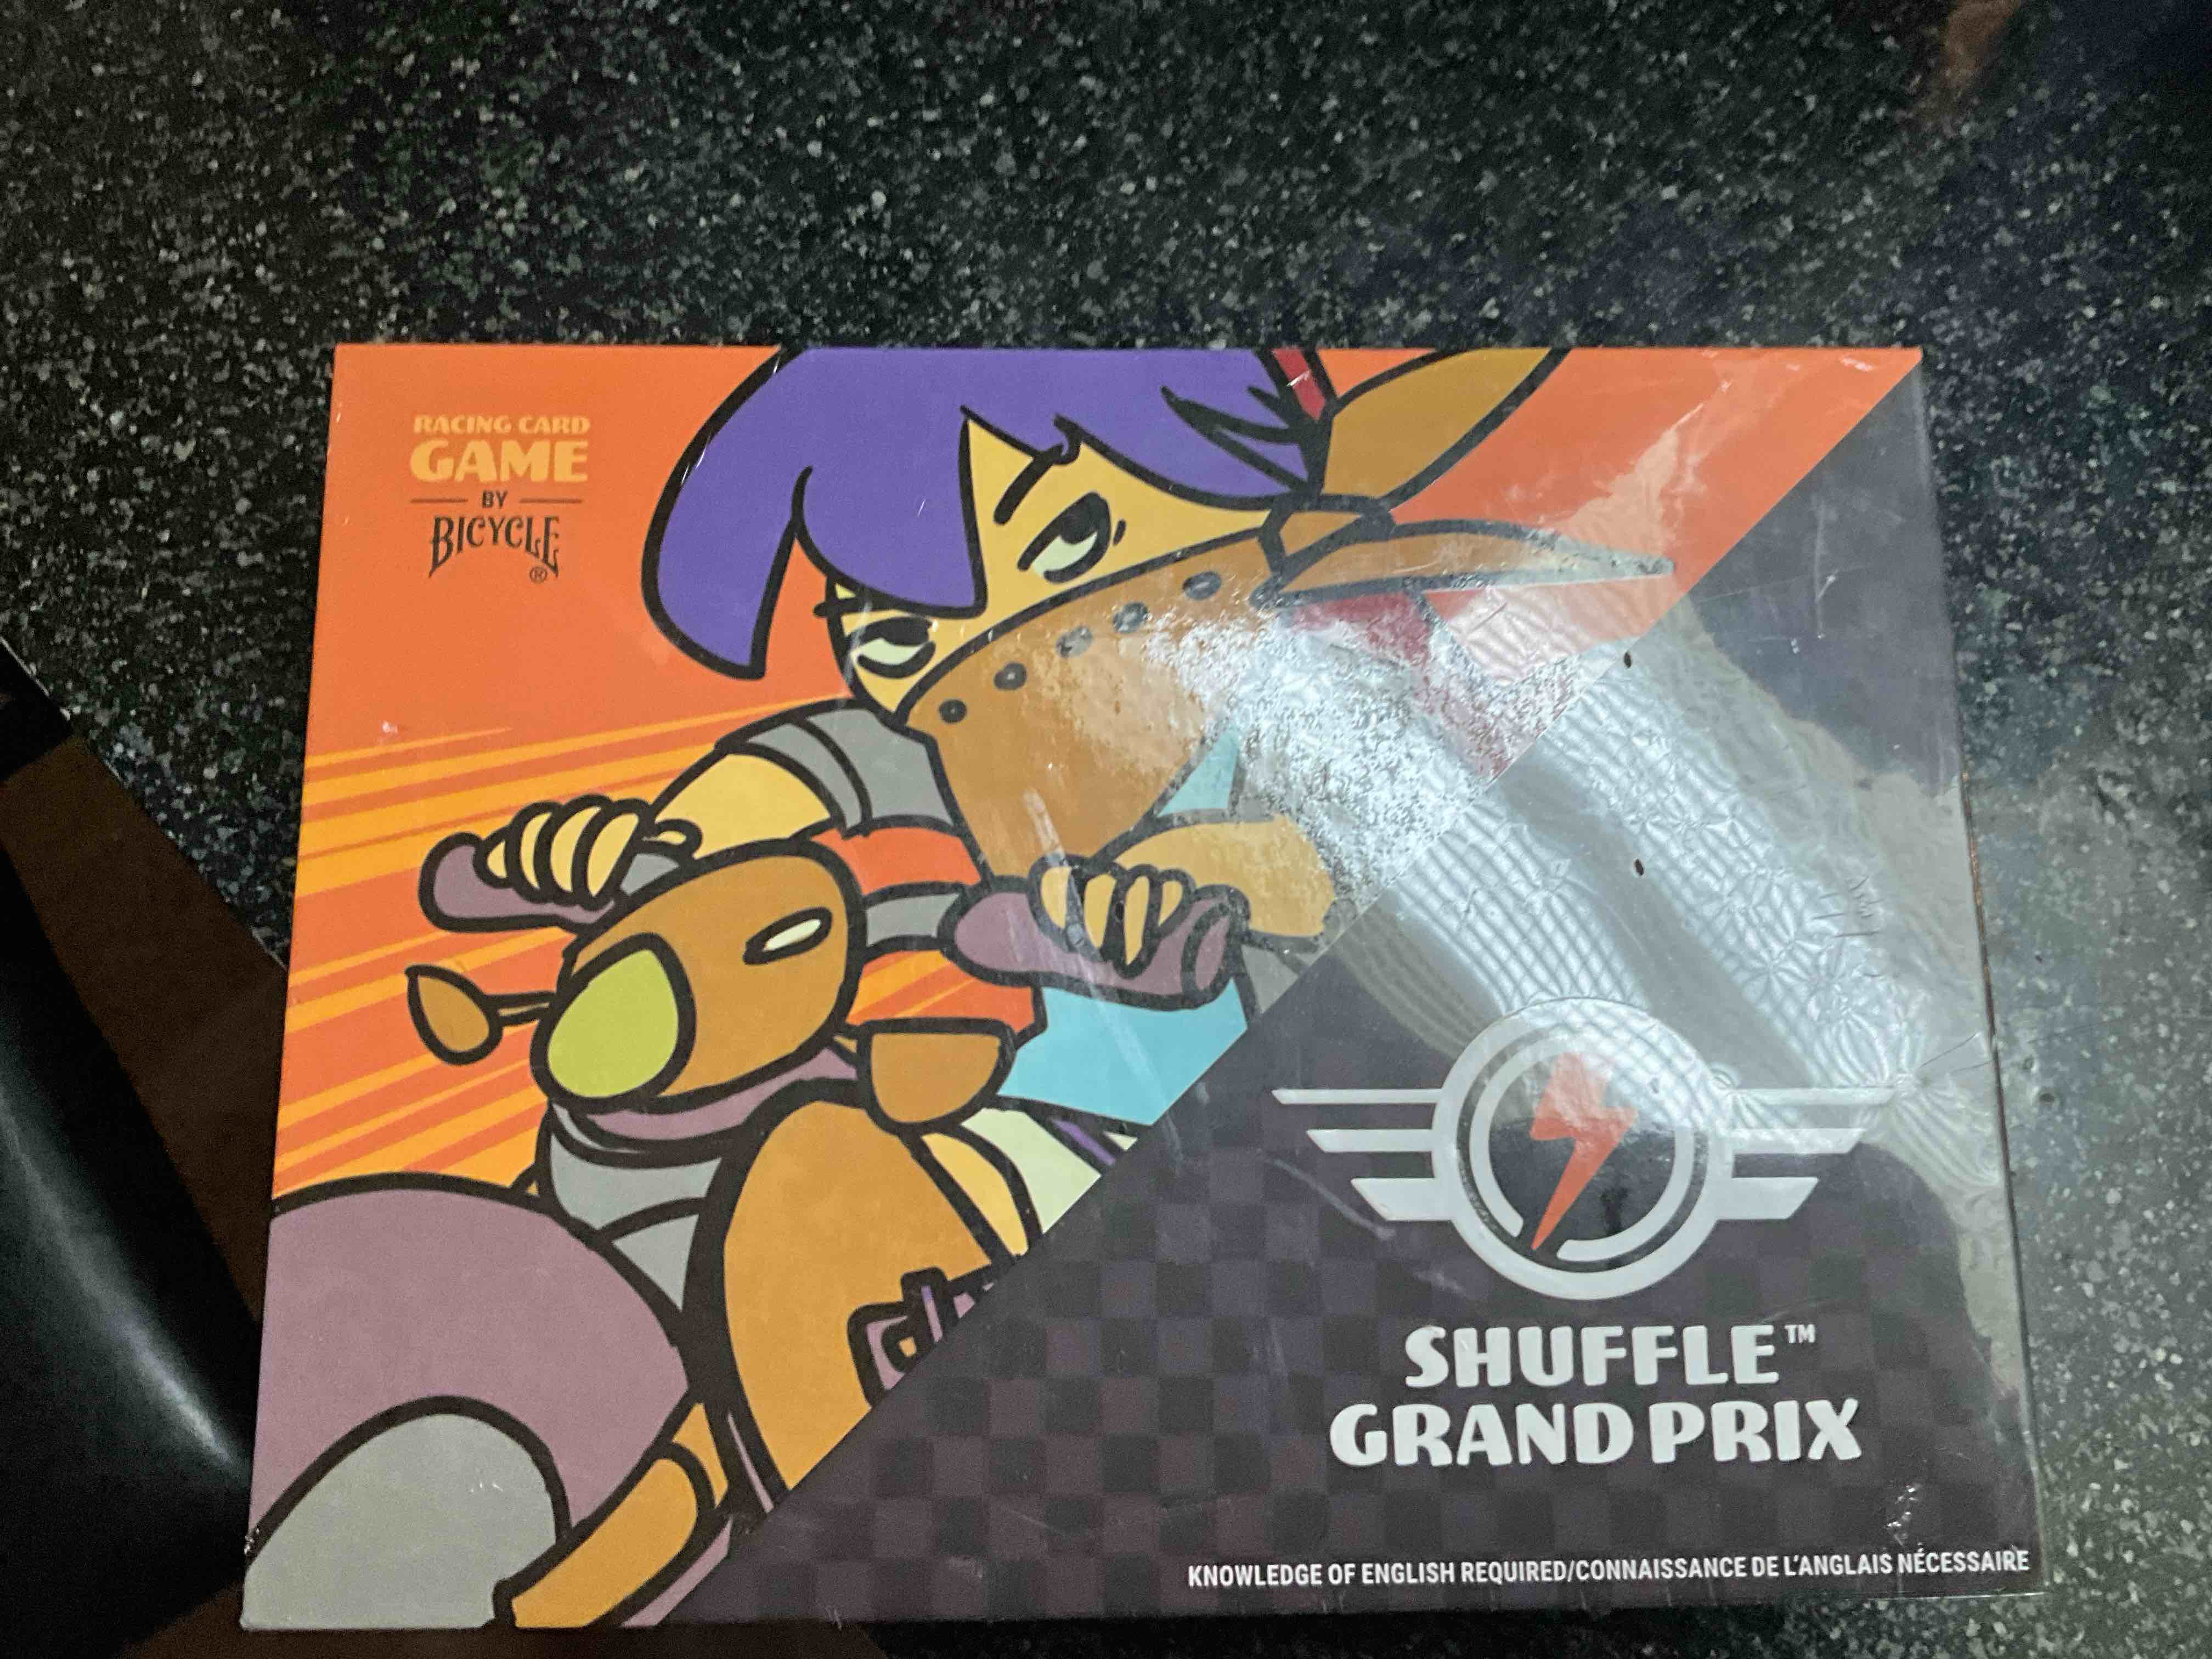 RACING CARD
GAME
BY
BICYCLE®
SHUFFLE™
GRAND PRIX
KNOWLEDGE OF ENGLISH REQUIRED/CONNAISSANCE DE L'ANGLAIS NÉCESSAIRE